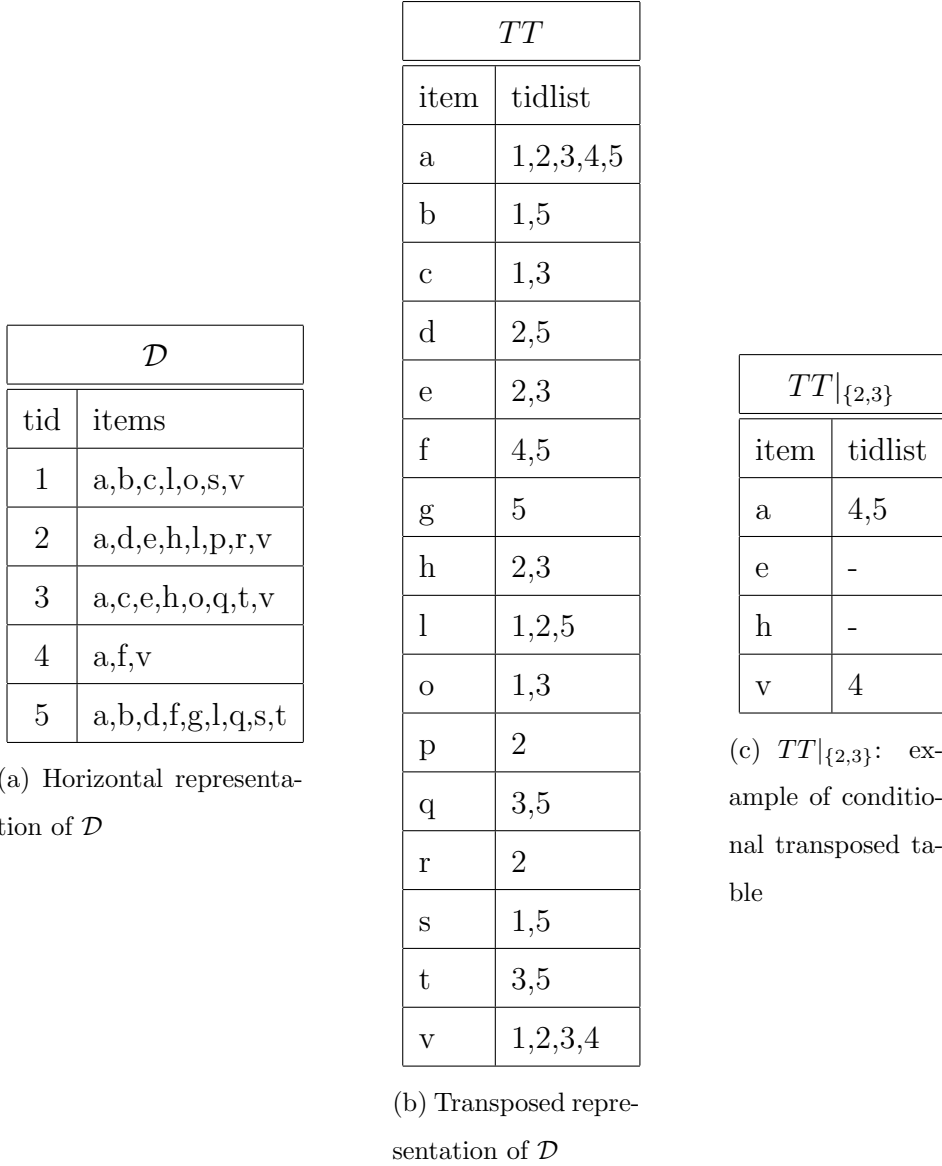 𝒟
tid items
1 a,b,c,l,o,s,v
2 a,d,e,h,l,p,r,v
3 a,c,e,h,o,q,t,v
4 a,f,v
5 a,b,d,f,g,l,q,s,t
(a) Horizontal representa-
tion of 𝒟
TT
item tidlist
a 1,2,3,4,5
b 1,5
c 1,3
d 2,5
e 2,3
f 4,5
g 5
h 2,3
l 1,2,5
o 1,3
p 2
q 3,5
r 2
s 1,5
t 3,5
v 1,2,3,4
(b) Transposed repre-
sentation of 𝒟
TT|{2,3}
item tidlist
a 4,5
e -
h -
v 4
(c) TT|{2,3}: ex-
ample of conditio-
nal transposed ta-
ble